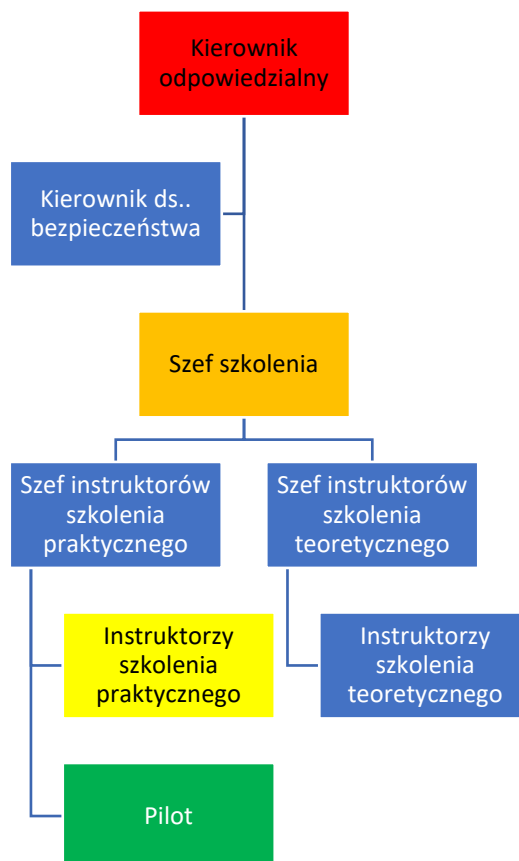 Kierownik
odpowiedzialny
Kierownik ds..
bezpieczeństwa
Szef szkolenia
Szef instruktorów
szkolenia
praktycznego
Szef instruktorów
szkolenia
teoretycznego
Instruktorzy
szkolenia
praktycznego
Instruktorzy
szkolenia
teoretycznego
Pilot